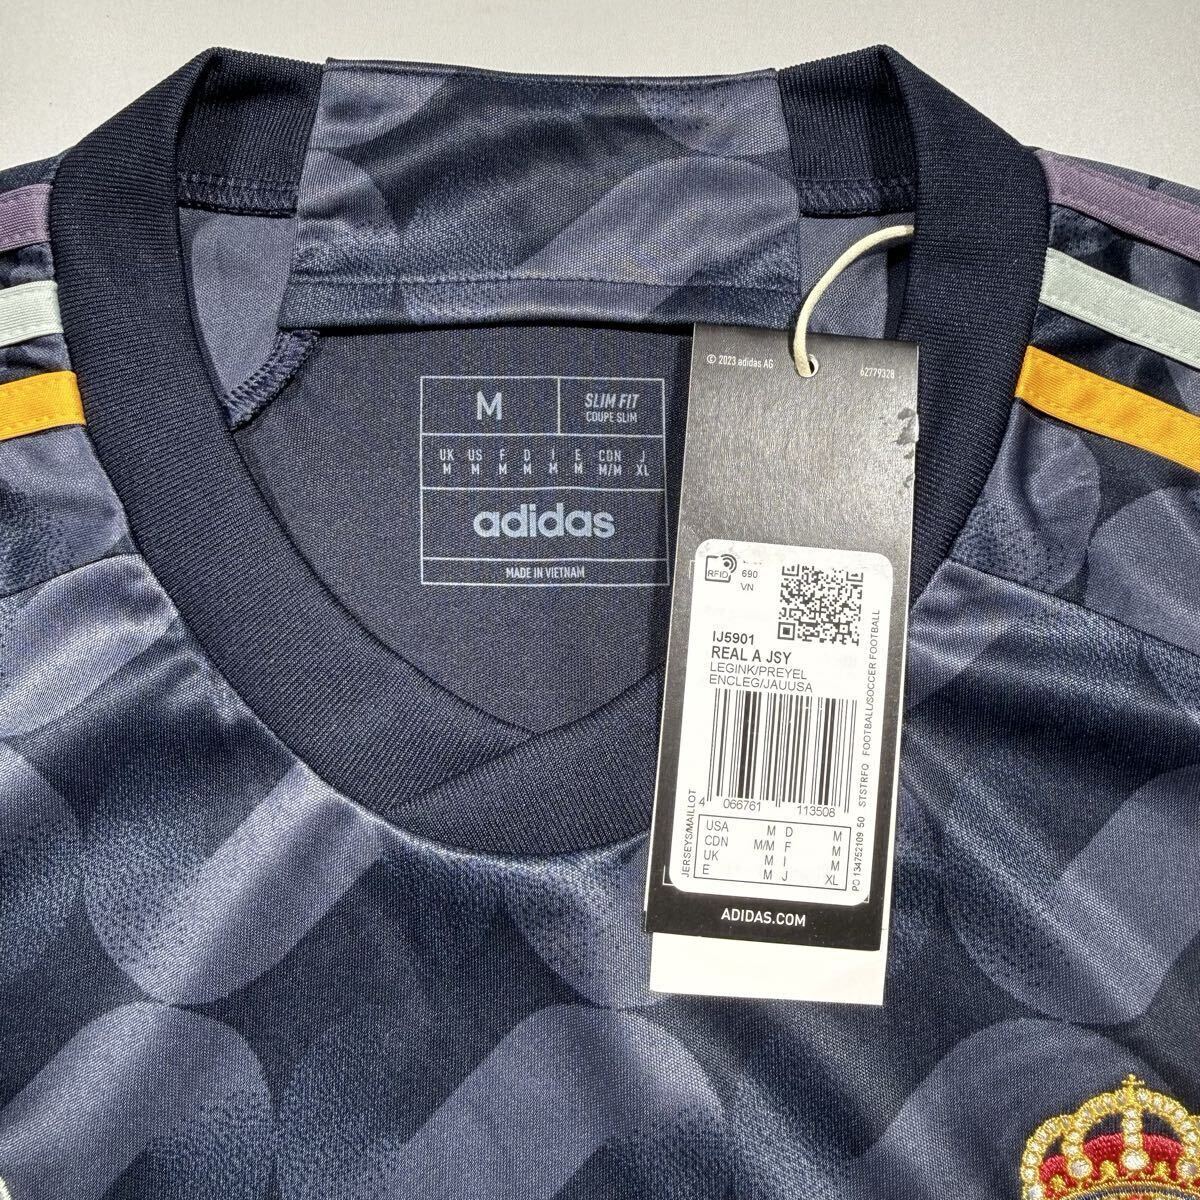 M
SLIM FIT
COUPE SLIM
UK US F D I E CDN J
M M M M M M M/M XL
adidas
MADE IN VIETNAM
© 2023 adidas AG
62779328
RFID
690
VN
IJ5901
REAL A JSY
LEGINK/PREYEL
ENCLEG/JAUUSA
4 066761 113508
USA M D M
CDN M/M F M
UK M I M
E M J XL
JERSEYS/MAILLOT
PO 134752109 50 STSTRFQ FOOTBALL/SOCCER FOOTBALL
ADIDAS.COM